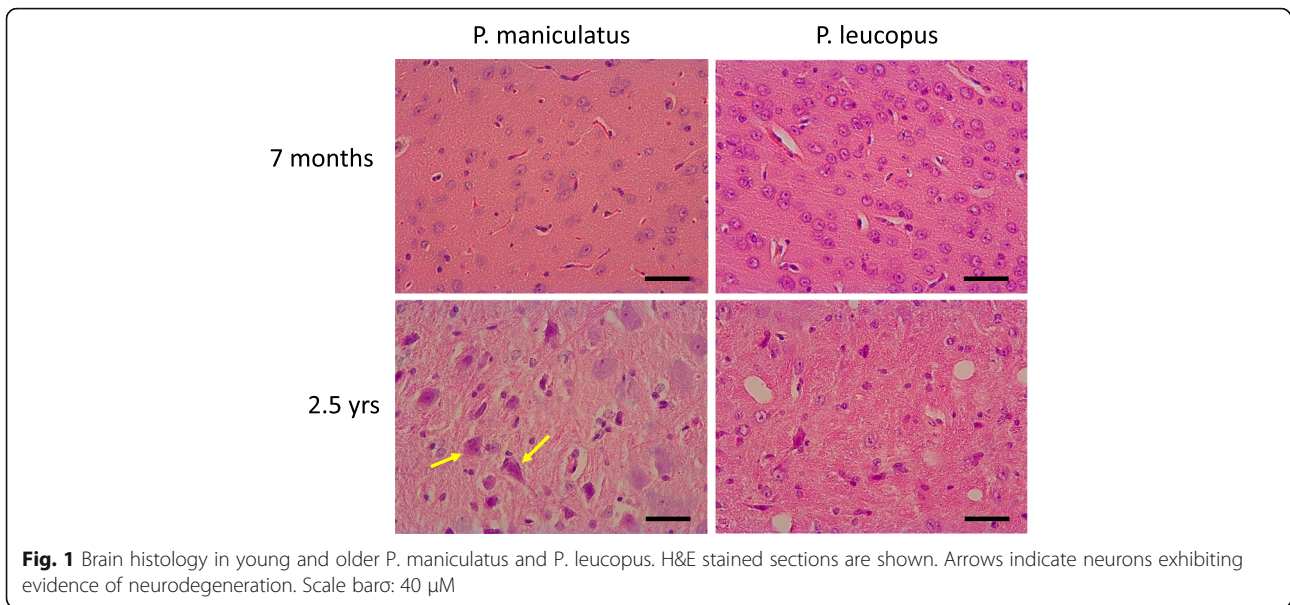 P. maniculatus
P. leucopus
7 months
2.5 yrs
Fig. 1 Brain histology in young and older P. maniculatus and P. leucopus. H&E stained sections are shown. Arrows indicate neurons exhibiting
evidence of neurodegeneration. Scale barσ: 40 μM